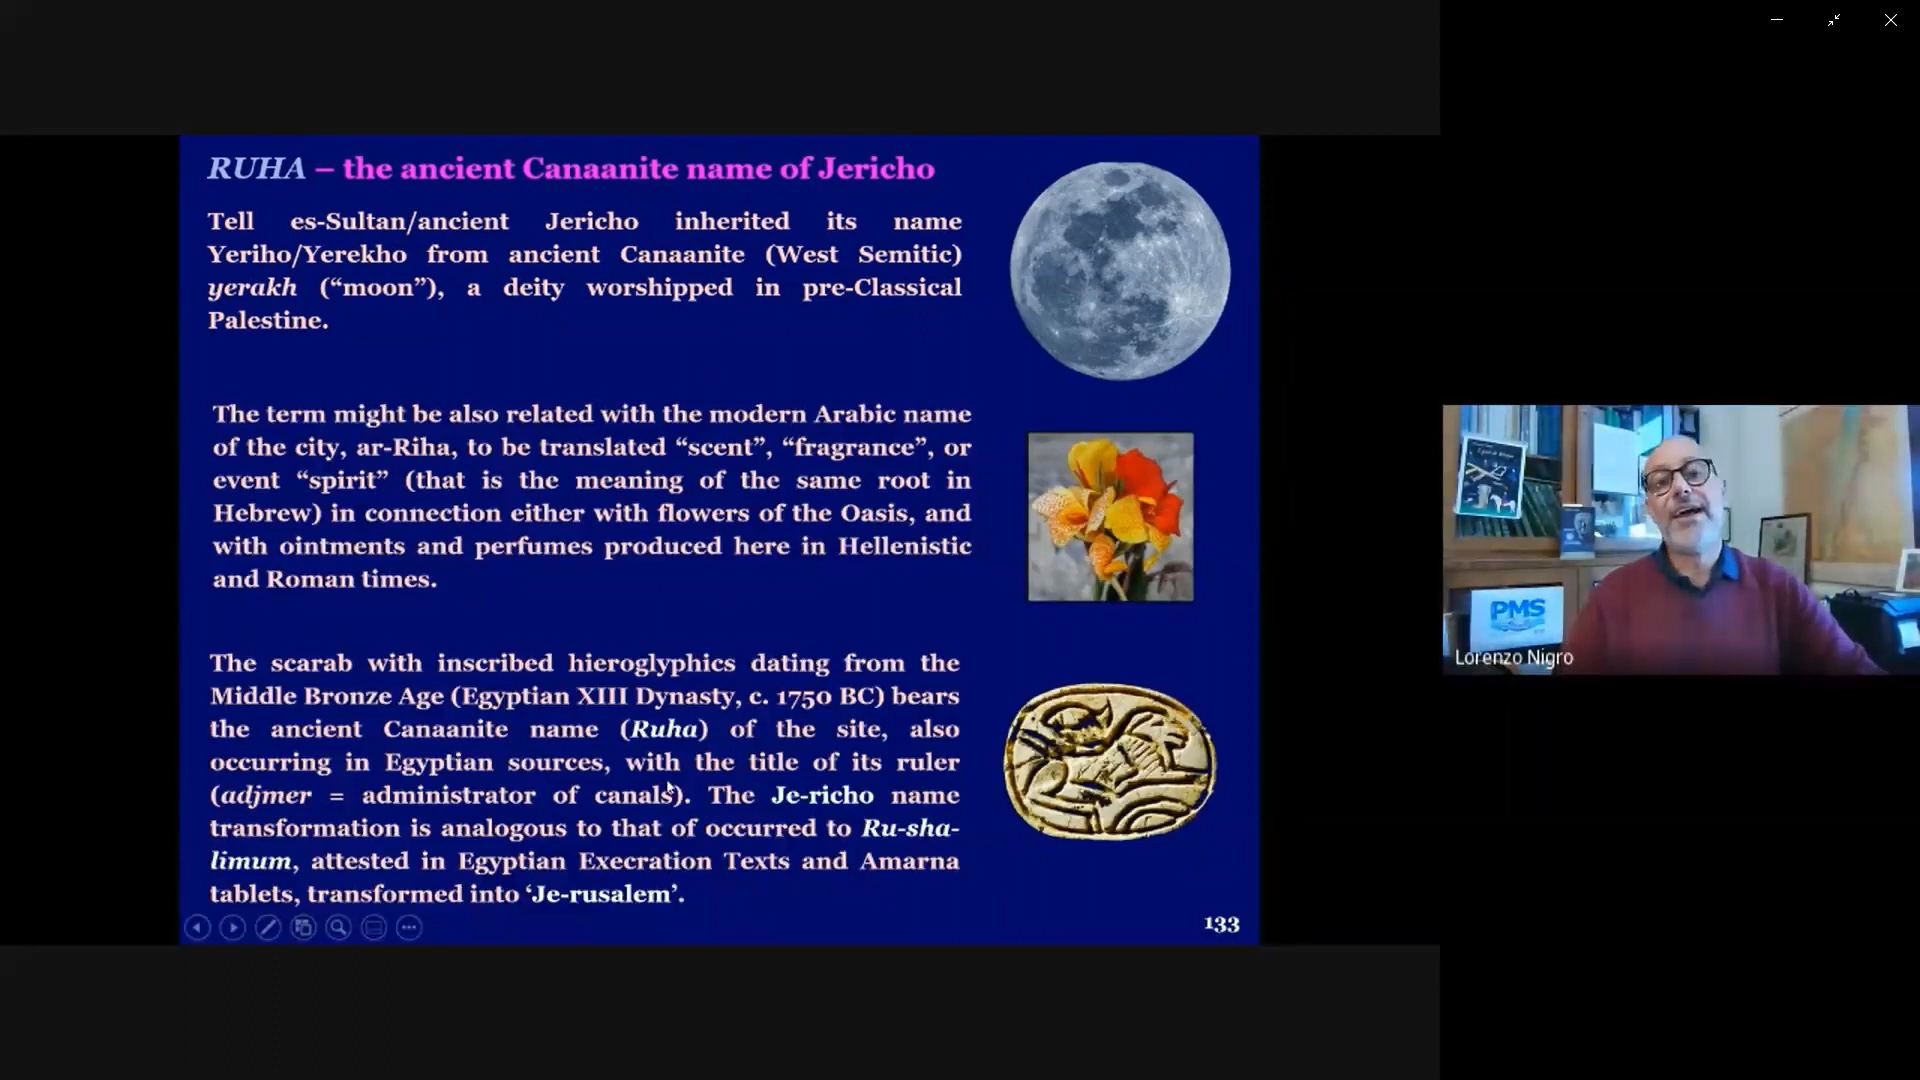 RUHA – the ancient Canaanite name of Jericho
Tell es-Sultan/ancient Jericho inherited its name
Yeriho/Yerekho from ancient Canaanite (West Semitic)
yerakh (“moon”), a deity worshipped in pre-Classical
Palestine.
The term might be also related with the modern Arabic name
of the city, ar-Riha, to be translated “scent”, “fragrance”, or
event “spirit” (that is the meaning of the same root in
Hebrew) in connection either with flowers of the Oasis, and
with ointments and perfumes produced here in Hellenistic
and Roman times.
The scarab with inscribed hieroglyphics dating from the
Middle Bronze Age (Egyptian XIII Dynasty, c. 1750 BC) bears
the ancient Canaanite name (Ruha) of the site, also
occurring in Egyptian sources, with the title of its ruler
(adjmer = administrator of canals). The Je-richo name
transformation is analogous to that of occurred to Ru-sha-
limum, attested in Egyptian Execration Texts and Amarna
tablets, transformed into ‘Je-rusalem’.
133
PMS
Lorenzo Nigro